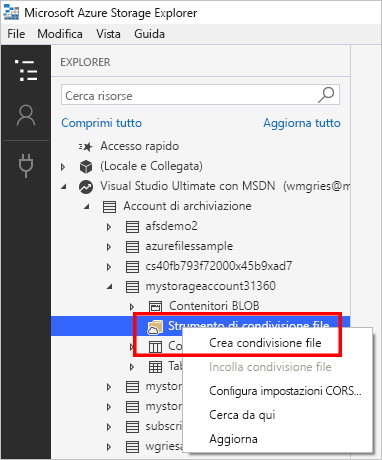 Microsoft Azure Storage Explorer
File Modifica Vista Guida
EXPLORER
Cerca risorse
Comprimi tutto Aggiorna tutto
Accesso rapido
(Locale e Collegata)
Visual Studio Ultimate con MSDN (wmgries@m
Account di archiviazione
afsdemo2
azurefilessample
cs40fb793f72000x45b9xad7
mystorageaccount31360
Contenitori BLOB
Strumento di condivisione file
Crea condivisione file
Co
Incolla condivisione file
Tab
Configura impostazioni CORS...
mystor
Cerca da qui
mystor
subscri
Aggiorna
wgriesa